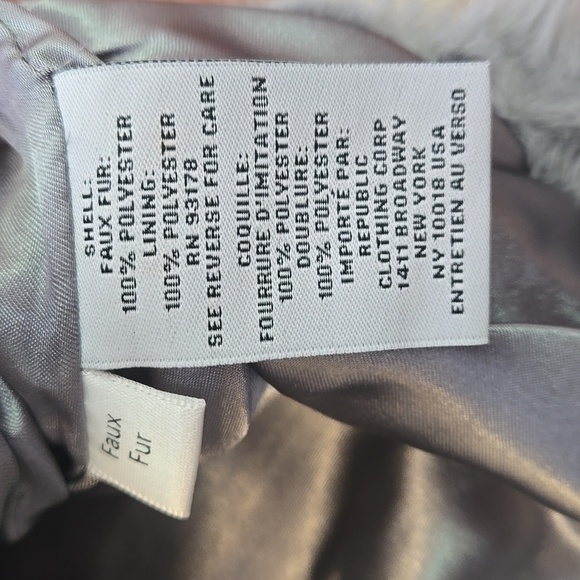 SHELL:
FAUX FUR:
100% POLYESTER
LINING:
100% POLYESTER
RN 93178
SEE REVERSE FOR CARE
COQUILLE:
FOURRURE D'IMITATION
100% POLYESTER
DOUBLURE:
100% POLYESTER
IMPORTÉ PAR:
REPUBLIC
CLOTHING CORP
1411 BROADWAY
NEW YORK
NY 10018 USA
ENTRETIEN AU VERSO
Faux
Fur